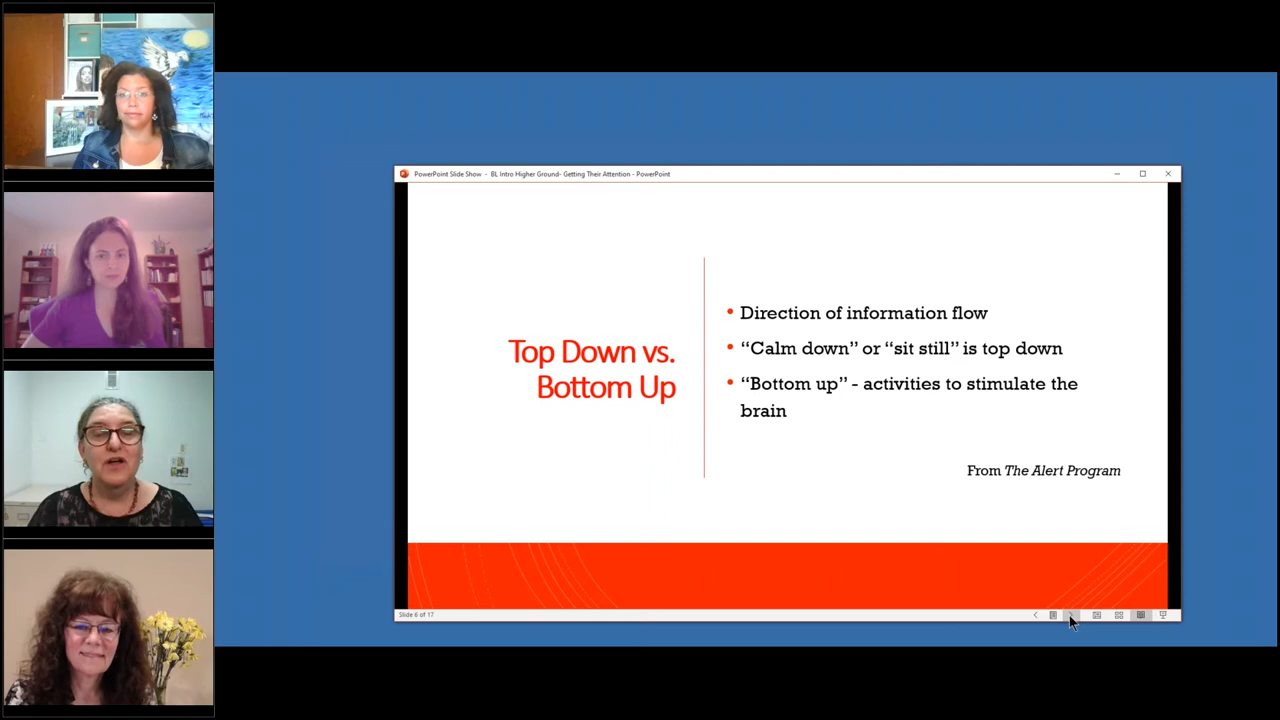 PowerPoint Slide Show - BL Intro Higher Ground- Getting Their Attention - PowerPoint
Top Down vs.
Bottom Up
• Direction of information flow
• “Calm down” or “sit still” is top down
• “Bottom up” - activities to stimulate the
brain
From The Alert Program
Slide 6 of 17